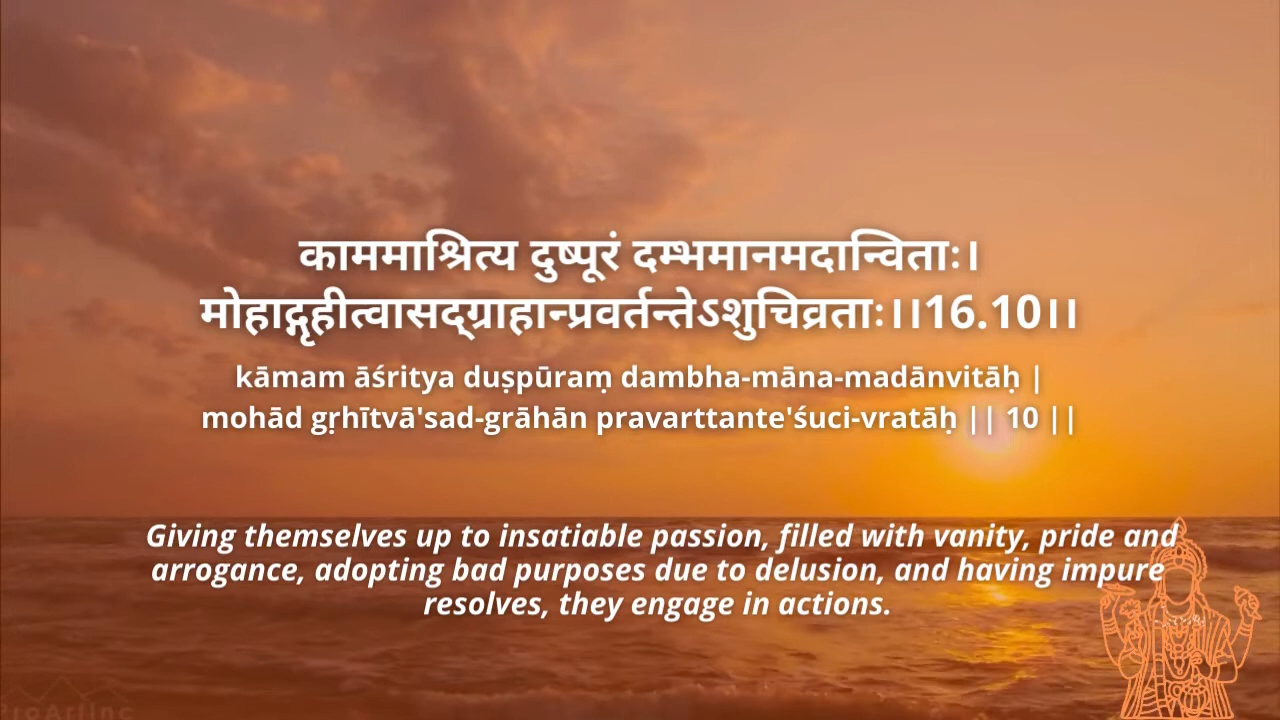 काममाश्रित्य दुष्पूरं दम्भमानमदान्विताः।
मोहाद्गृहीत्वासद्ग्राहान्प्रवर्तन्तेऽशुचिव्रताः।।16.10।।
kāmam āśritya duṣpūraṃ dambha-māna-madānvitāḥ |
mohād gṛhītvā'sad-grāhān pravarttante'śuci-vratāḥ || 10 ||
Giving themselves up to insatiable passion, filled with vanity, pride and
arrogance, adopting bad purposes due to delusion, and having impure
resolves, they engage in actions.
ProArtInc